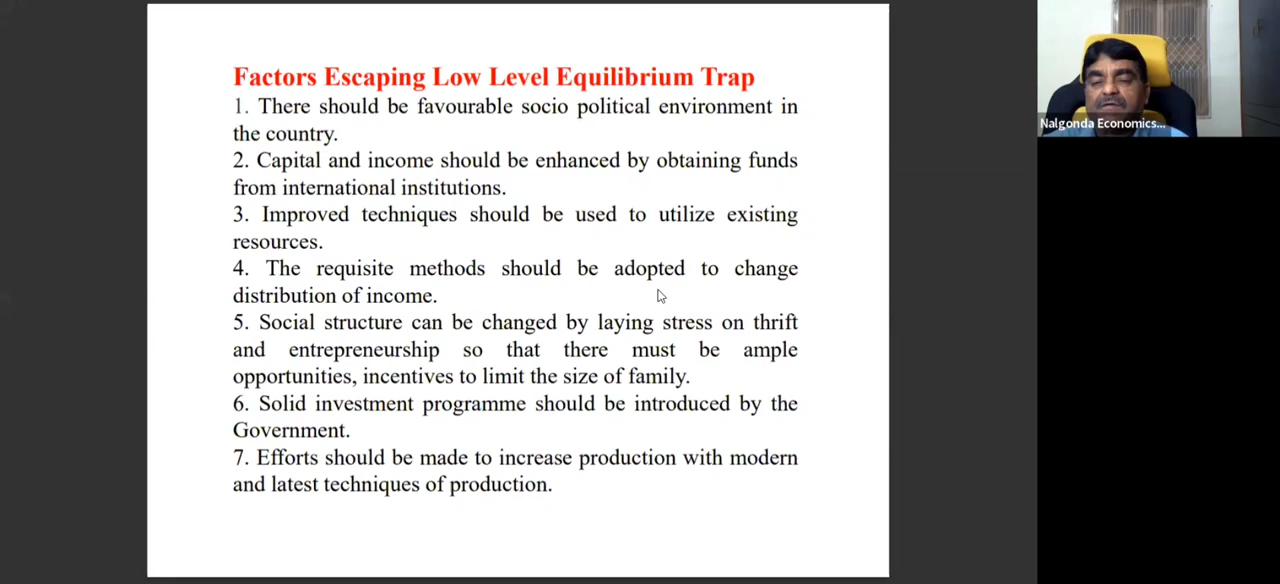 Factors Escaping Low Level Equilibrium Trap
1. There should be favourable socio political environment in
the country.
2. Capital and income should be enhanced by obtaining funds
from international institutions.
3. Improved techniques should be used to utilize existing
resources.
4. The requisite methods should be adopted to change
distribution of income.
5. Social structure can be changed by laying stress on thrift
and entrepreneurship so that there must be ample
opportunities, incentives to limit the size of family.
6. Solid investment programme should be introduced by the
Government.
7. Efforts should be made to increase production with modern
and latest techniques of production.
Nalgonda Economics...